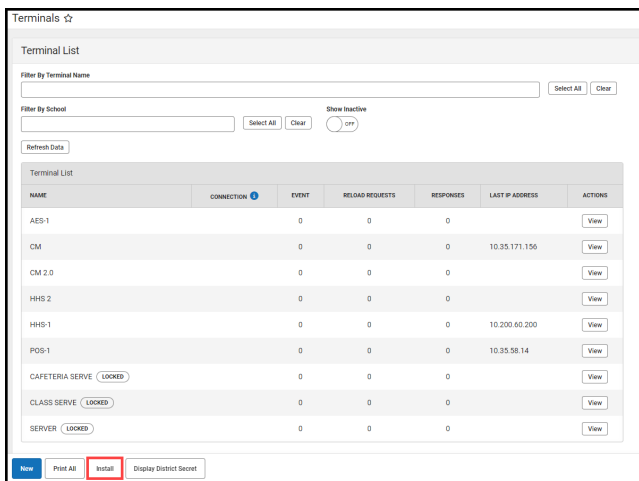 Terminals
Terminal List
Filter By Terminal Name
Select All Clear
Filter By School Show Inactive
Select All Clear OFF
Refresh Data
Terminal List
NAME CONNECTION i EVENT RELOAD REQUESTS RESPONSES LAST IP ADDRESS ACTIONS
AES-1 0 0 0 View
CM 0 0 0 10.35.171.156 View
CM 2.0 0 0 0 View
HHS 2 0 0 0 View
HHS-1 0 0 0 10.200.60.200 View
POS-1 0 0 0 10.35.58.14 View
CAFETERIA SERVE LOCKED 0 0 0 View
CLASS SERVE LOCKED 0 0 0 View
SERVER LOCKED 0 0 0 View
New Print All Install Display District Secret